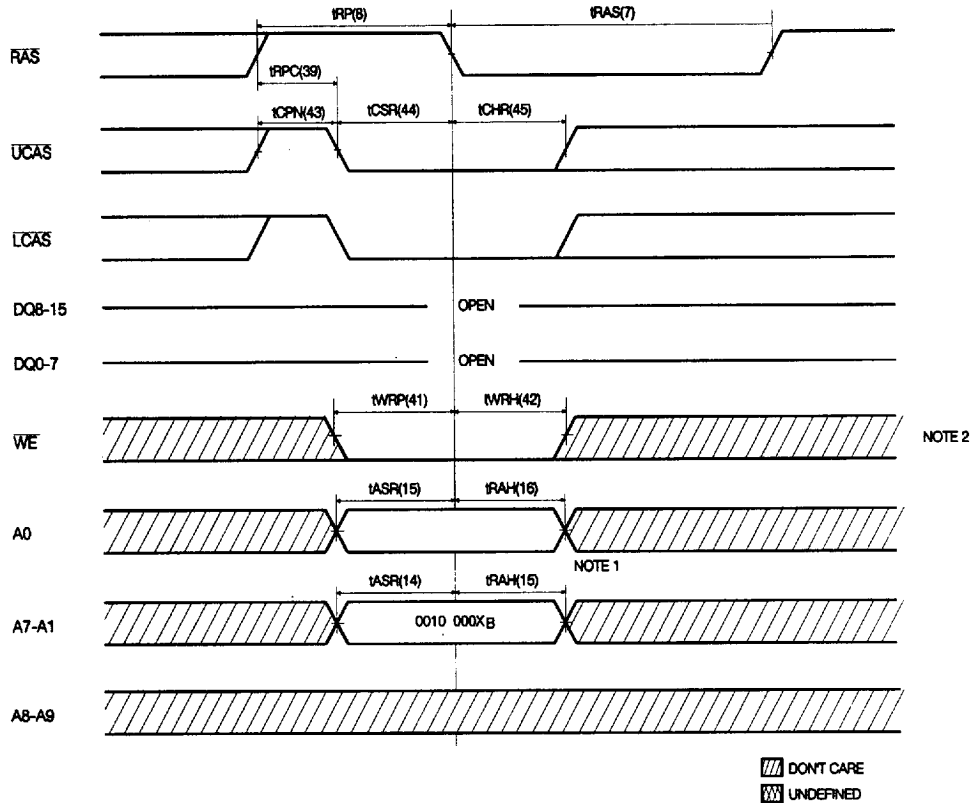 tRP(8) tRAS(7)
RAS
tRPC(39)
tCPN(43) tCSR(44) tCHR(45)
UCAS
LCAS
DQ8-15 OPEN
DQ0-7 OPEN
tWRP(41) tWRH(42)
WE NOTE 2
tASR(15) tRAH(16)
A0
NOTE 1
tASR(14) tRAH(15)
A7-A1 0010 000XB
A8-A9
DON'T CARE
UNDEFINED